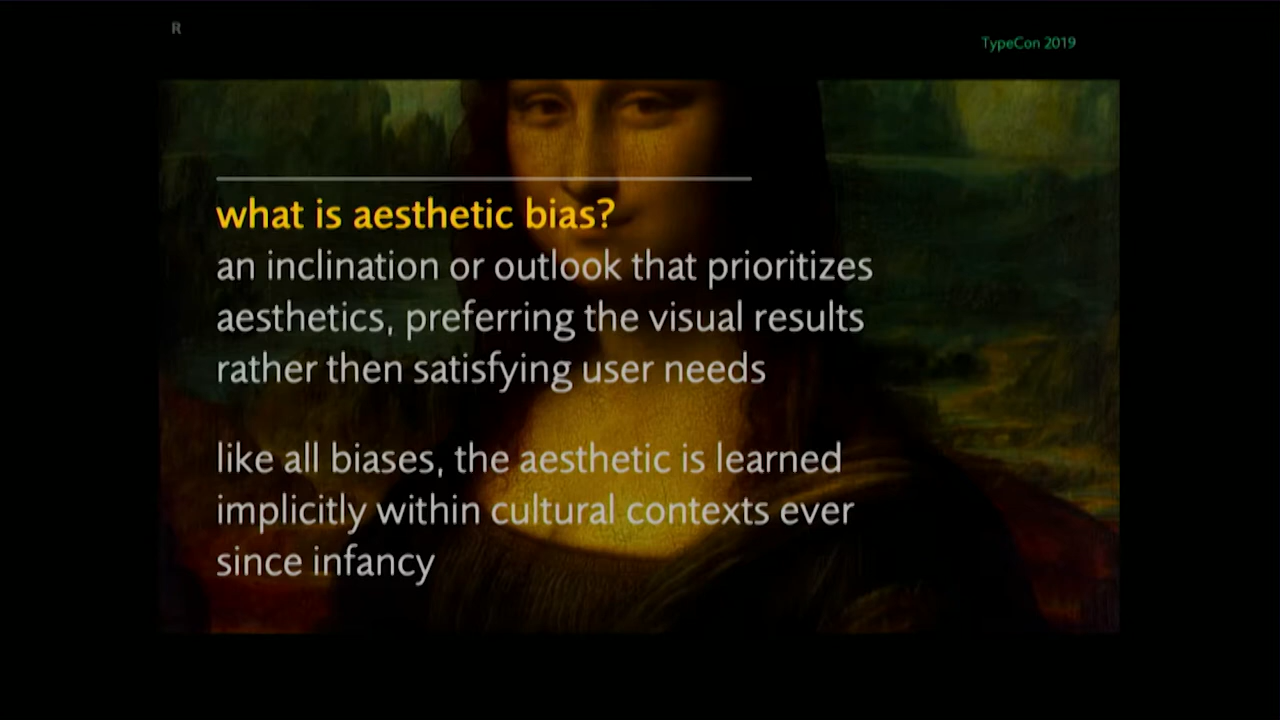 R
TypeCon 2019
what is aesthetic bias?
an inclination or outlook that prioritizes
aesthetics, preferring the visual results
rather then satisfying user needs
like all biases, the aesthetic is learned
implicitly within cultural contexts ever
since infancy